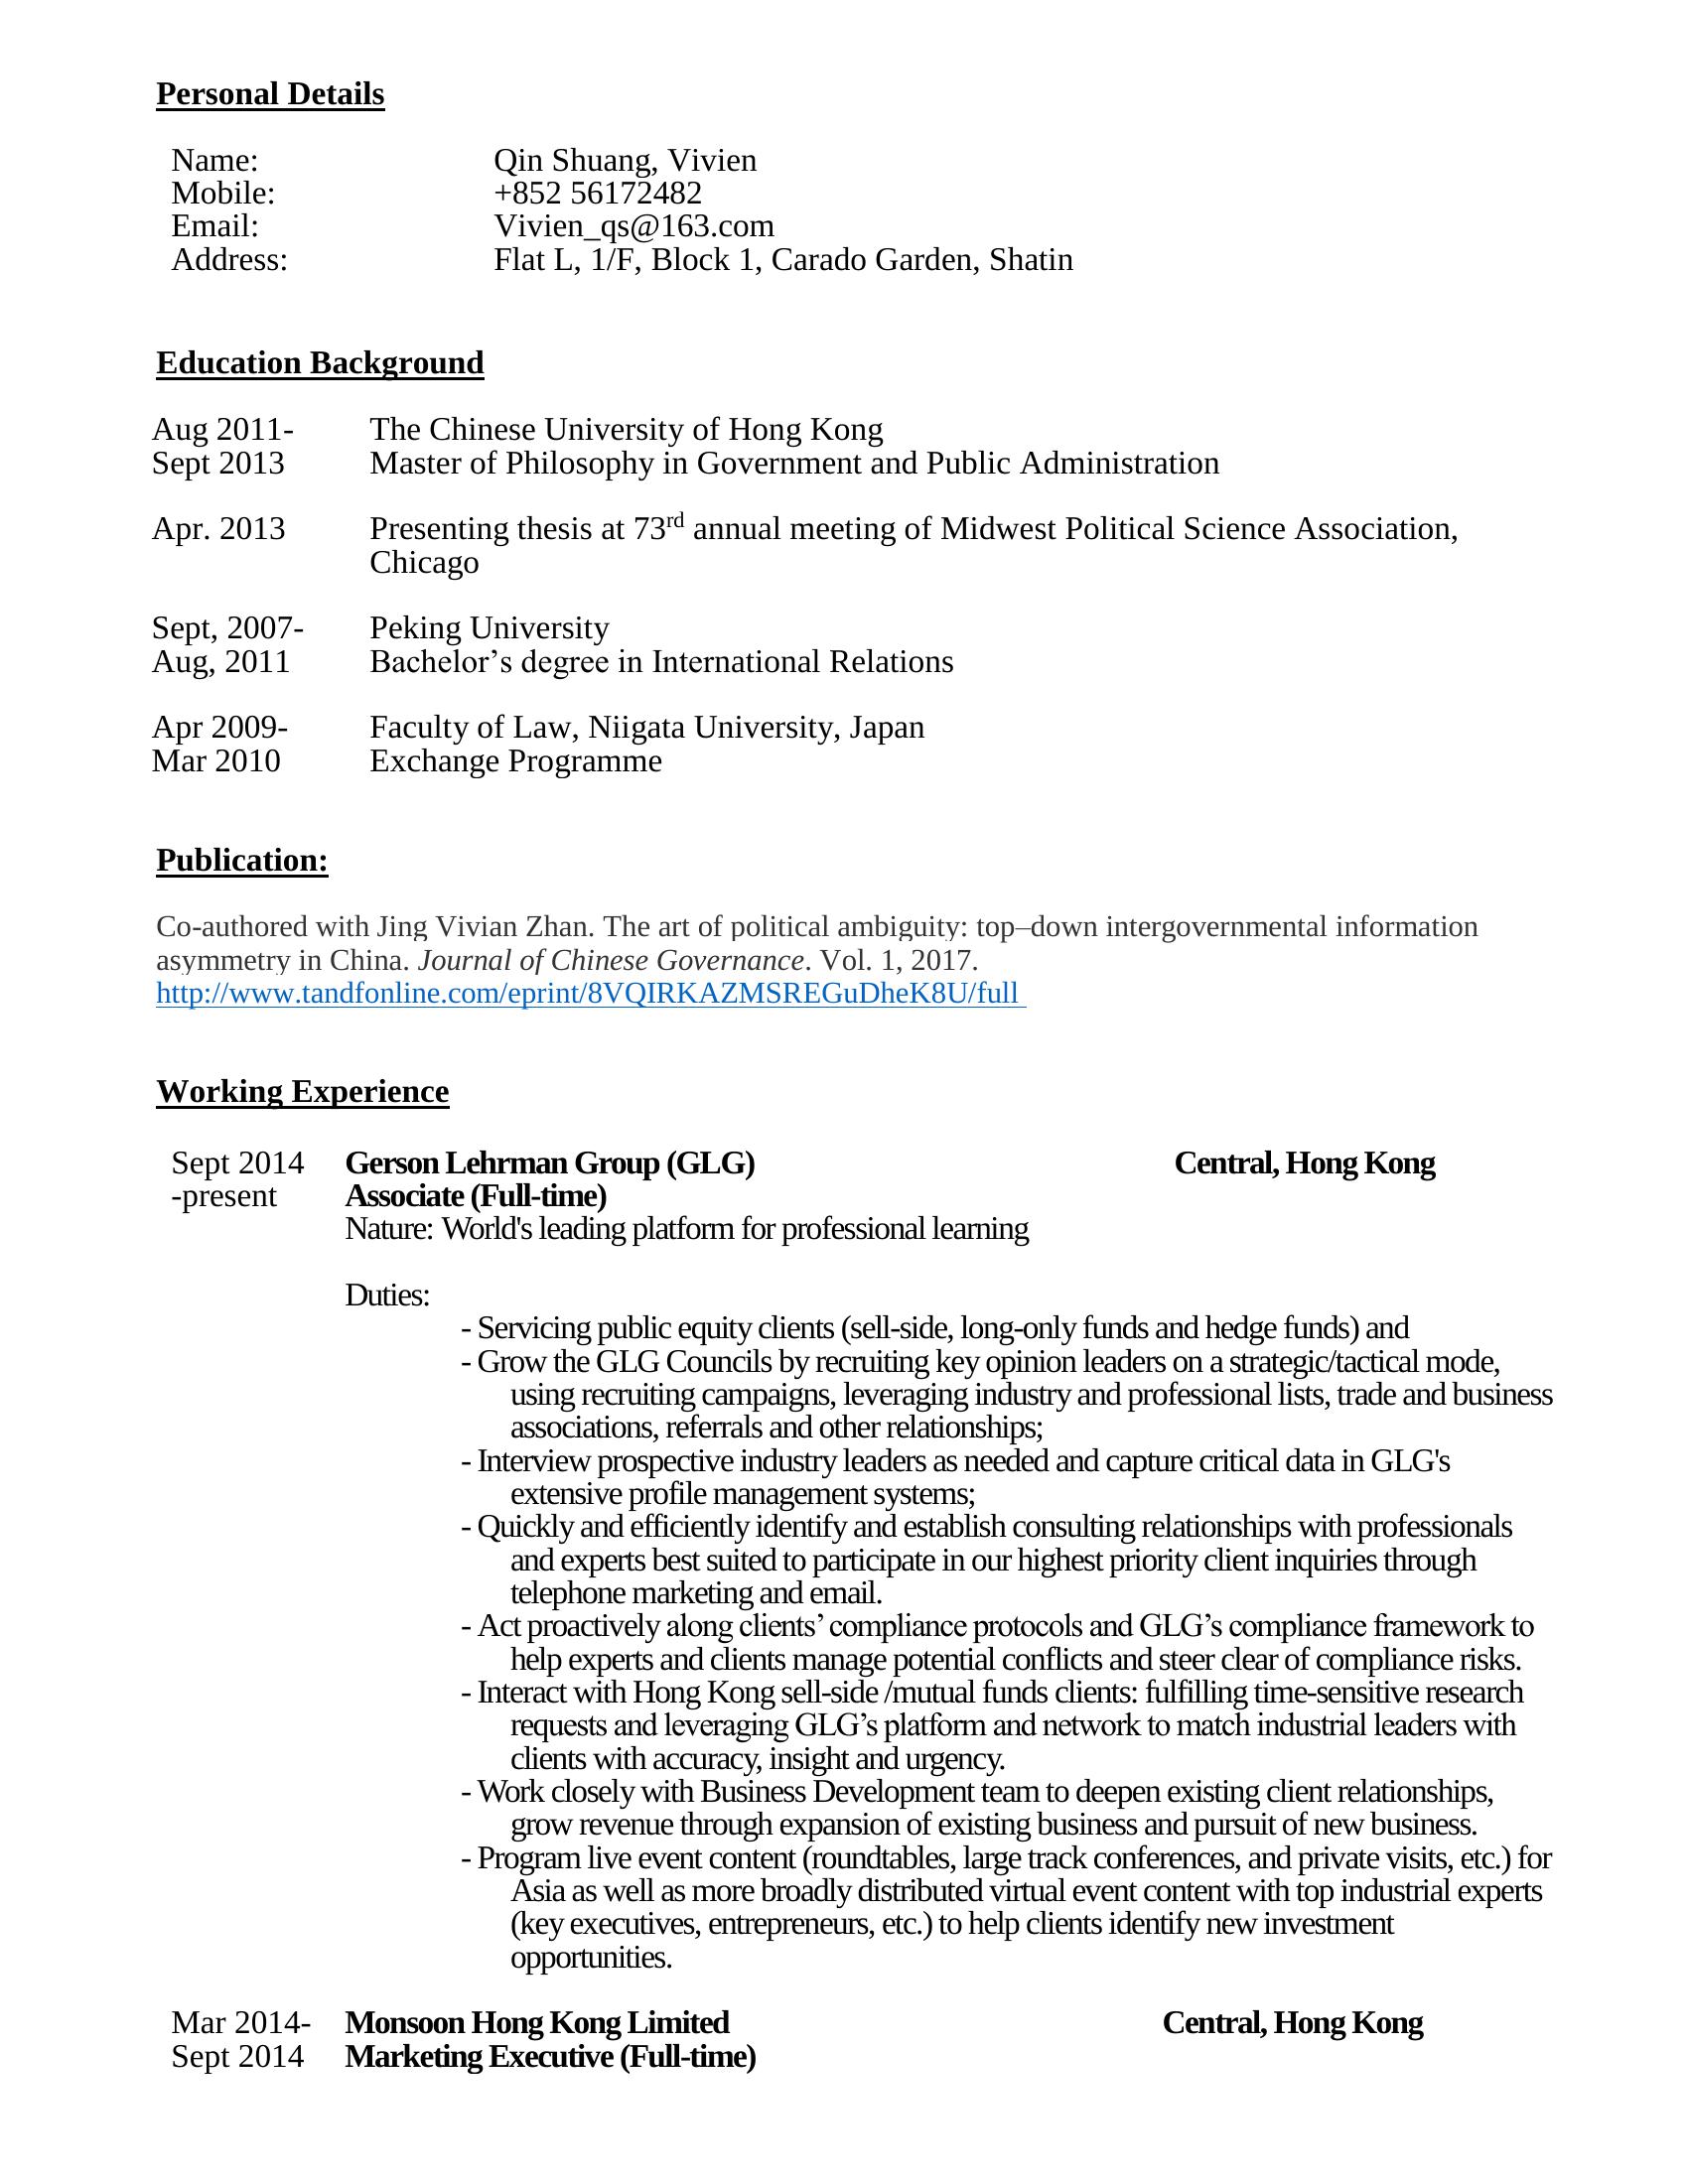 Personal Details
Name: Qin Shuang, Vivien
Mobile: +852 56172482
Email: Vivien_qs@163.com
Address: Flat L, 1/F, Block 1, Carado Garden, Shatin
Education Background
Aug 2011- The Chinese University of Hong Kong
Sept 2013 Master of Philosophy in Government and Public Administration
Apr. 2013 Presenting thesis at 73rd annual meeting of Midwest Political Science Association,
Chicago
Sept, 2007- Peking University
Aug, 2011 Bachelor’s degree in International Relations
Apr 2009- Faculty of Law, Niigata University, Japan
Mar 2010 Exchange Programme
Publication:
Co-authored with Jing Vivian Zhan. The art of political ambiguity: top–down intergovernmental information
asymmetry in China. Journal of Chinese Governance. Vol. 1, 2017.
http://www.tandfonline.com/eprint/8VQIRKAZMSREGuDheK8U/full
Working Experience
Sept 2014 Gerson Lehrman Group (GLG) Central, Hong Kong
-present Associate (Full-time)
Nature: World's leading platform for professional learning
Duties:
- Servicing public equity clients (sell-side, long-only funds and hedge funds) and
- Grow the GLG Councils by recruiting key opinion leaders on a strategic/tactical mode,
using recruiting campaigns, leveraging industry and professional lists, trade and business
associations, referrals and other relationships;
- Interview prospective industry leaders as needed and capture critical data in GLG's
extensive profile management systems;
- Quickly and efficiently identify and establish consulting relationships with professionals
and experts best suited to participate in our highest priority client inquiries through
telephone marketing and email.
- Act proactively along clients’ compliance protocols and GLG’s compliance framework to
help experts and clients manage potential conflicts and steer clear of compliance risks.
- Interact with Hong Kong sell-side /mutual funds clients: fulfilling time-sensitive research
requests and leveraging GLG’s platform and network to match industrial leaders with
clients with accuracy, insight and urgency.
- Work closely with Business Development team to deepen existing client relationships,
grow revenue through expansion of existing business and pursuit of new business.
- Program live event content (roundtables, large track conferences, and private visits, etc.) for
Asia as well as more broadly distributed virtual event content with top industrial experts
(key executives, entrepreneurs, etc.) to help clients identify new investment
opportunities.
Mar 2014- Monsoon Hong Kong Limited Central, Hong Kong
Sept 2014 Marketing Executive (Full-time)